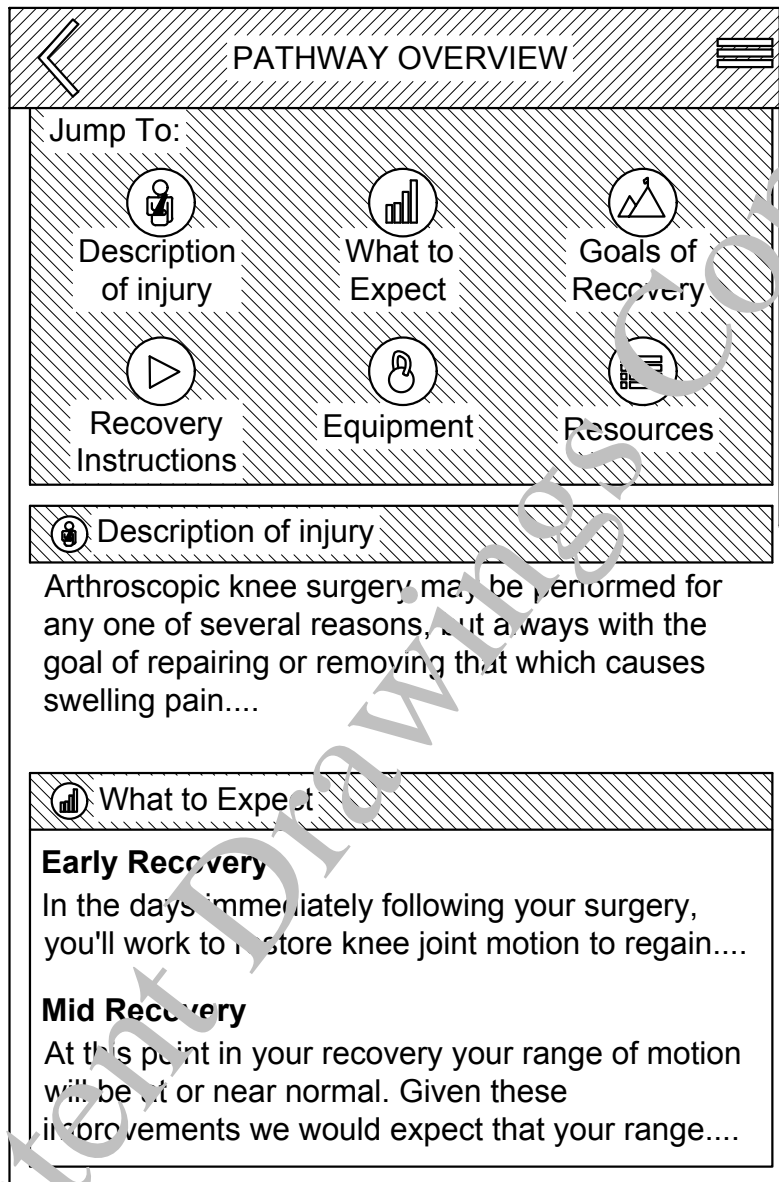 PATHWAY OVERVIEW
Jump To:
Description of injury
What to Expect
Goals of Recovery
Recovery Instructions
Equipment
Resources
Description of injury
Arthroscopic knee surgery may be performed for
any one of several reasons, but always with the
goal of repairing or removing that which causes
swelling pain....
What to Expect
Early Recovery
In the days immediately following your surgery,
you'll work to restore knee joint motion to regain....
Mid Recovery
At this point in your recovery your range of motion
will be at or near normal. Given these
improvements we would expect that your range....
Patent Drawings